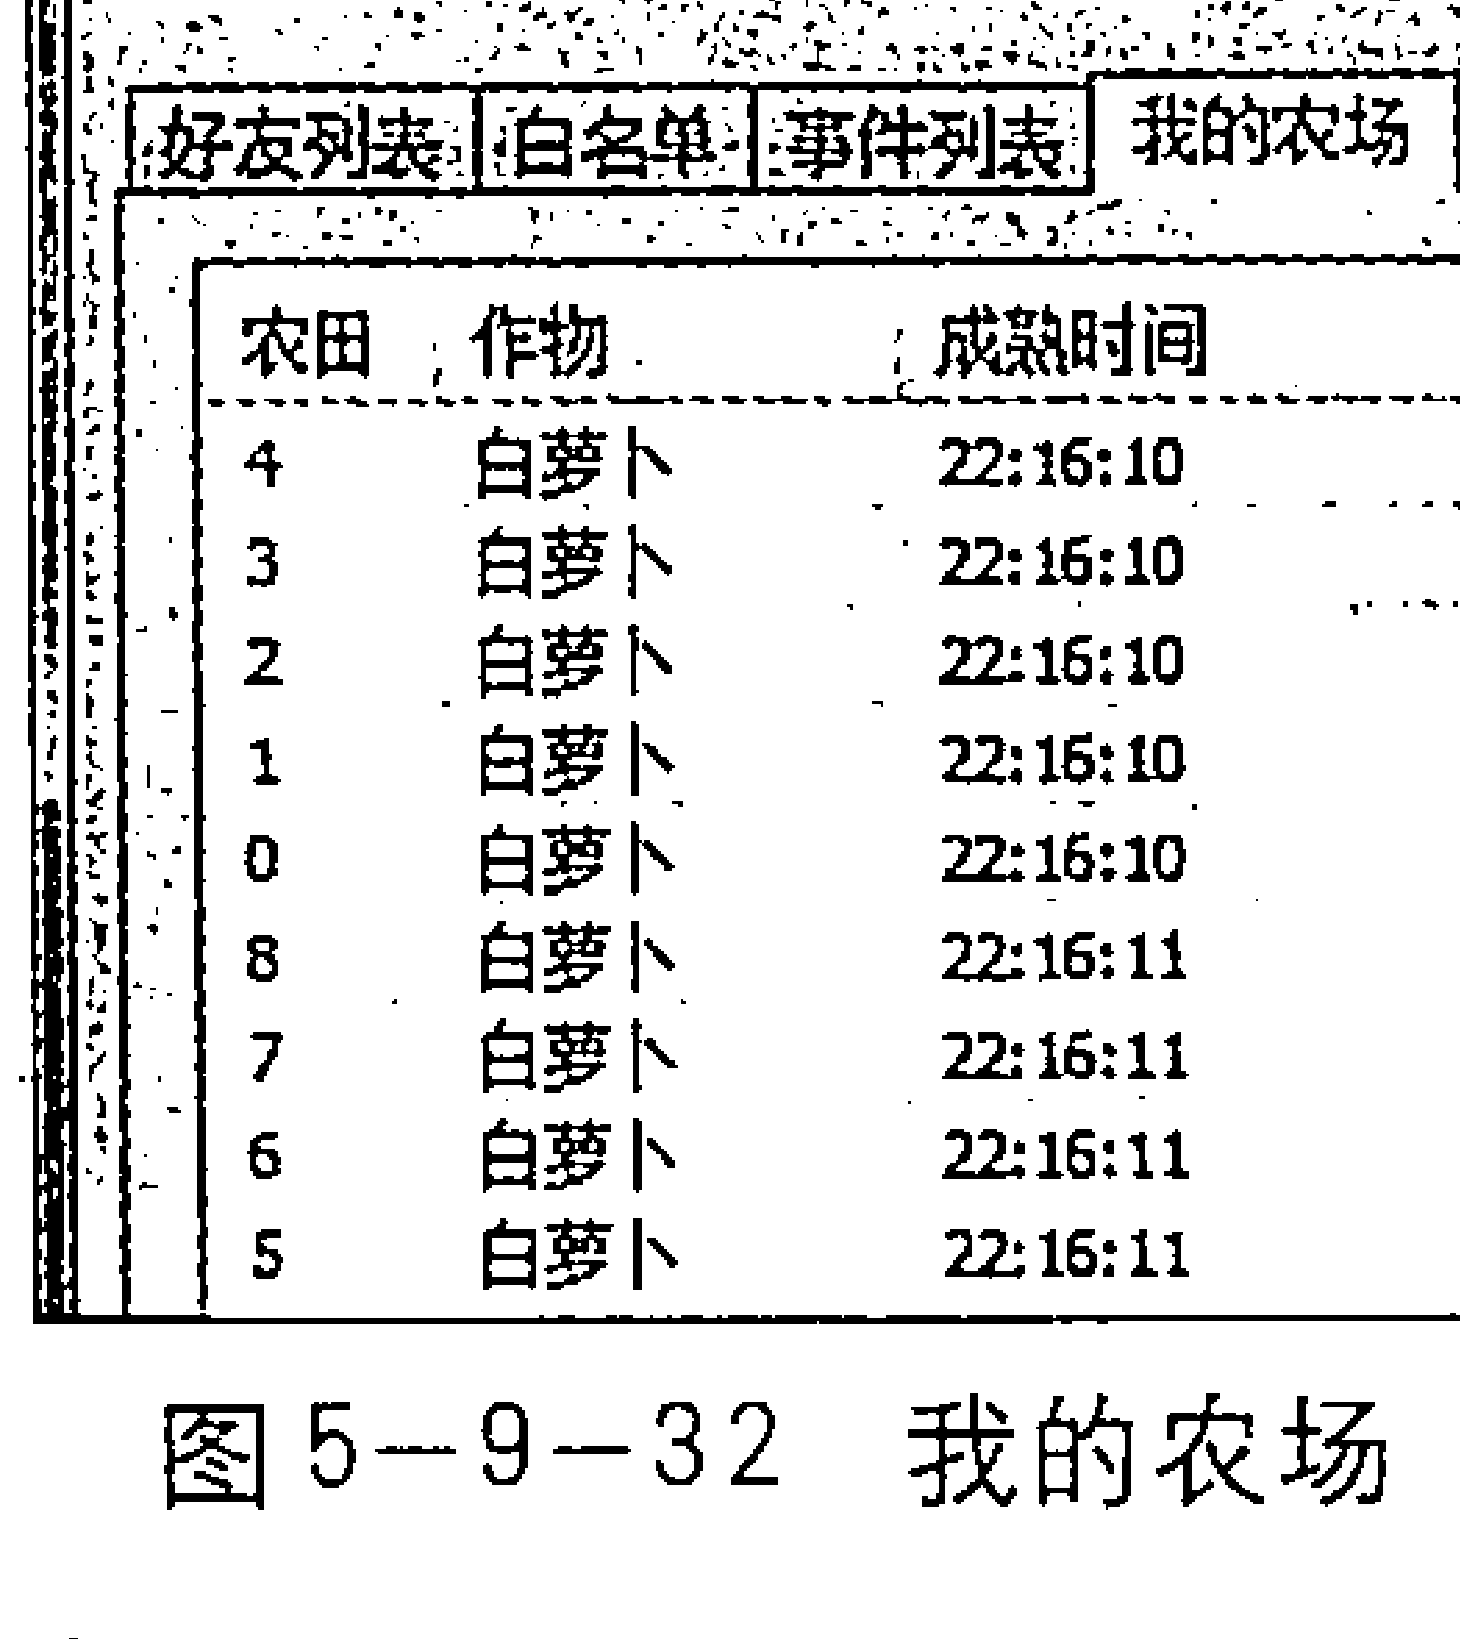 好友列表 白名单 事件列表 我的农场
农田 作物 成熟时间
4 白萝卜 22:16:10
3 白萝卜 22:16:10
2 白萝卜 22:16:10
1 白萝卜 22:16:10
0 白萝卜 22:16:10
8 白萝卜 22:16:11
7 白萝卜 22:16:11
6 白萝卜 22:16:11
5 白萝卜 22:16:11
图5—9—32 我的农场